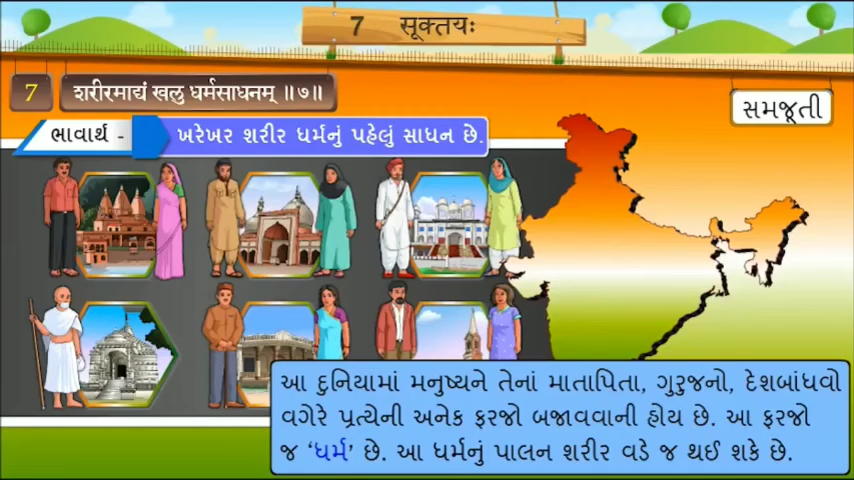 7 સૂક્તયઃ
7 शरीरमाद्यं खलु धर्मसाधनम् ॥७॥
સમજૂતી
ભાવાર્થ - ખરેખર શરીર ધર્મનું પહેલું સાધન છે.
આ દુનિયામાં મનુષ્યને તેનાં માતાપિતા, ગુરુજનો, દેશબાંધવો
વગેરે પ્રત્યેની અનેક ફરજો બજાવવાની હોય છે. આ ફરજો
જ ‘ધર્મ’ છે. આ ધર્મનું પાલન શરીર વડે જ થઈ શકે છે.